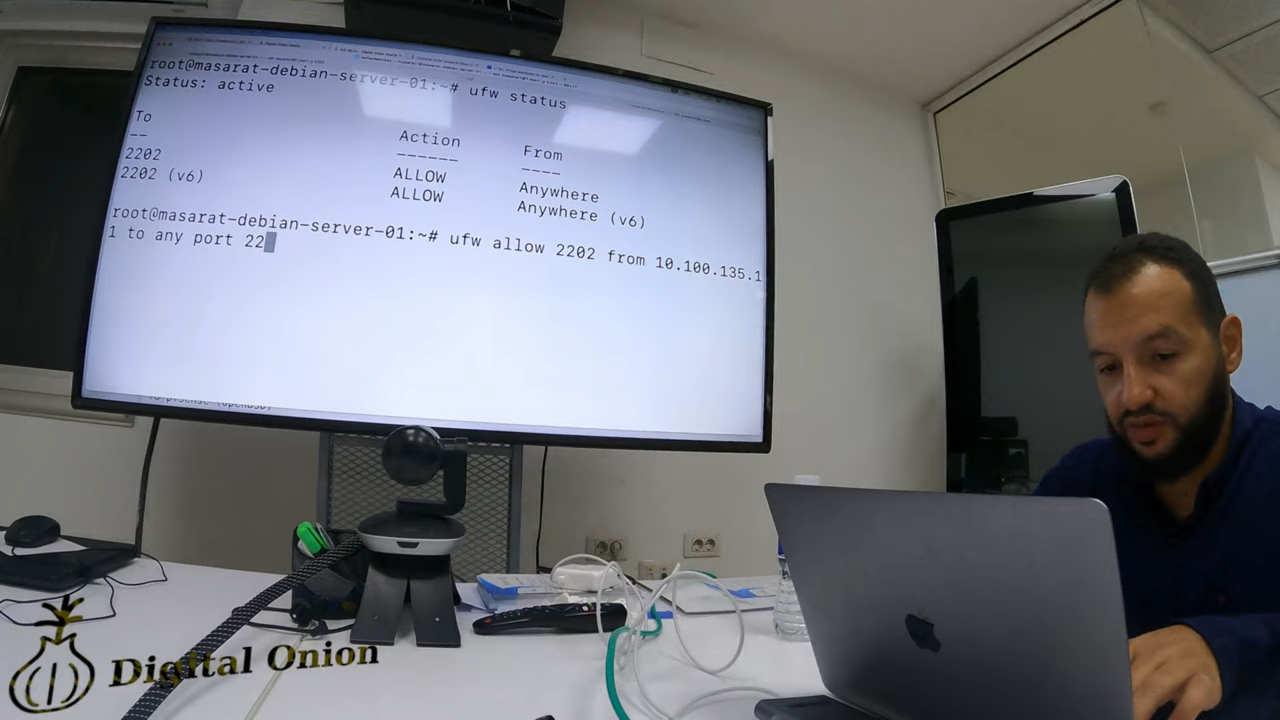 root@masarat-debian-server-01:~# ufw status
Status: active
To Action From
-- ------ ----
2202 ALLOW Anywhere
2202 (v6) ALLOW Anywhere (v6)
root@masarat-debian-server-01:~# ufw allow 2202 from 10.100.135.1
1 to any port 22
Digital Onion